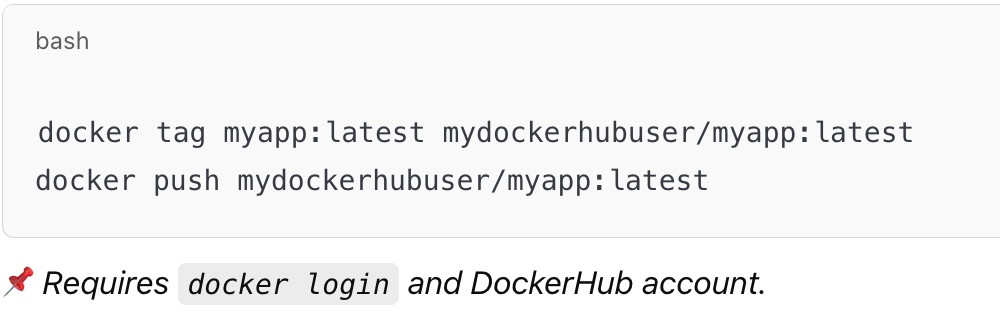 bash
docker tag myapp:latest mydockerhubuser/myapp:latest
docker push mydockerhubuser/myapp:latest
📌 Requires docker login and DockerHub account.